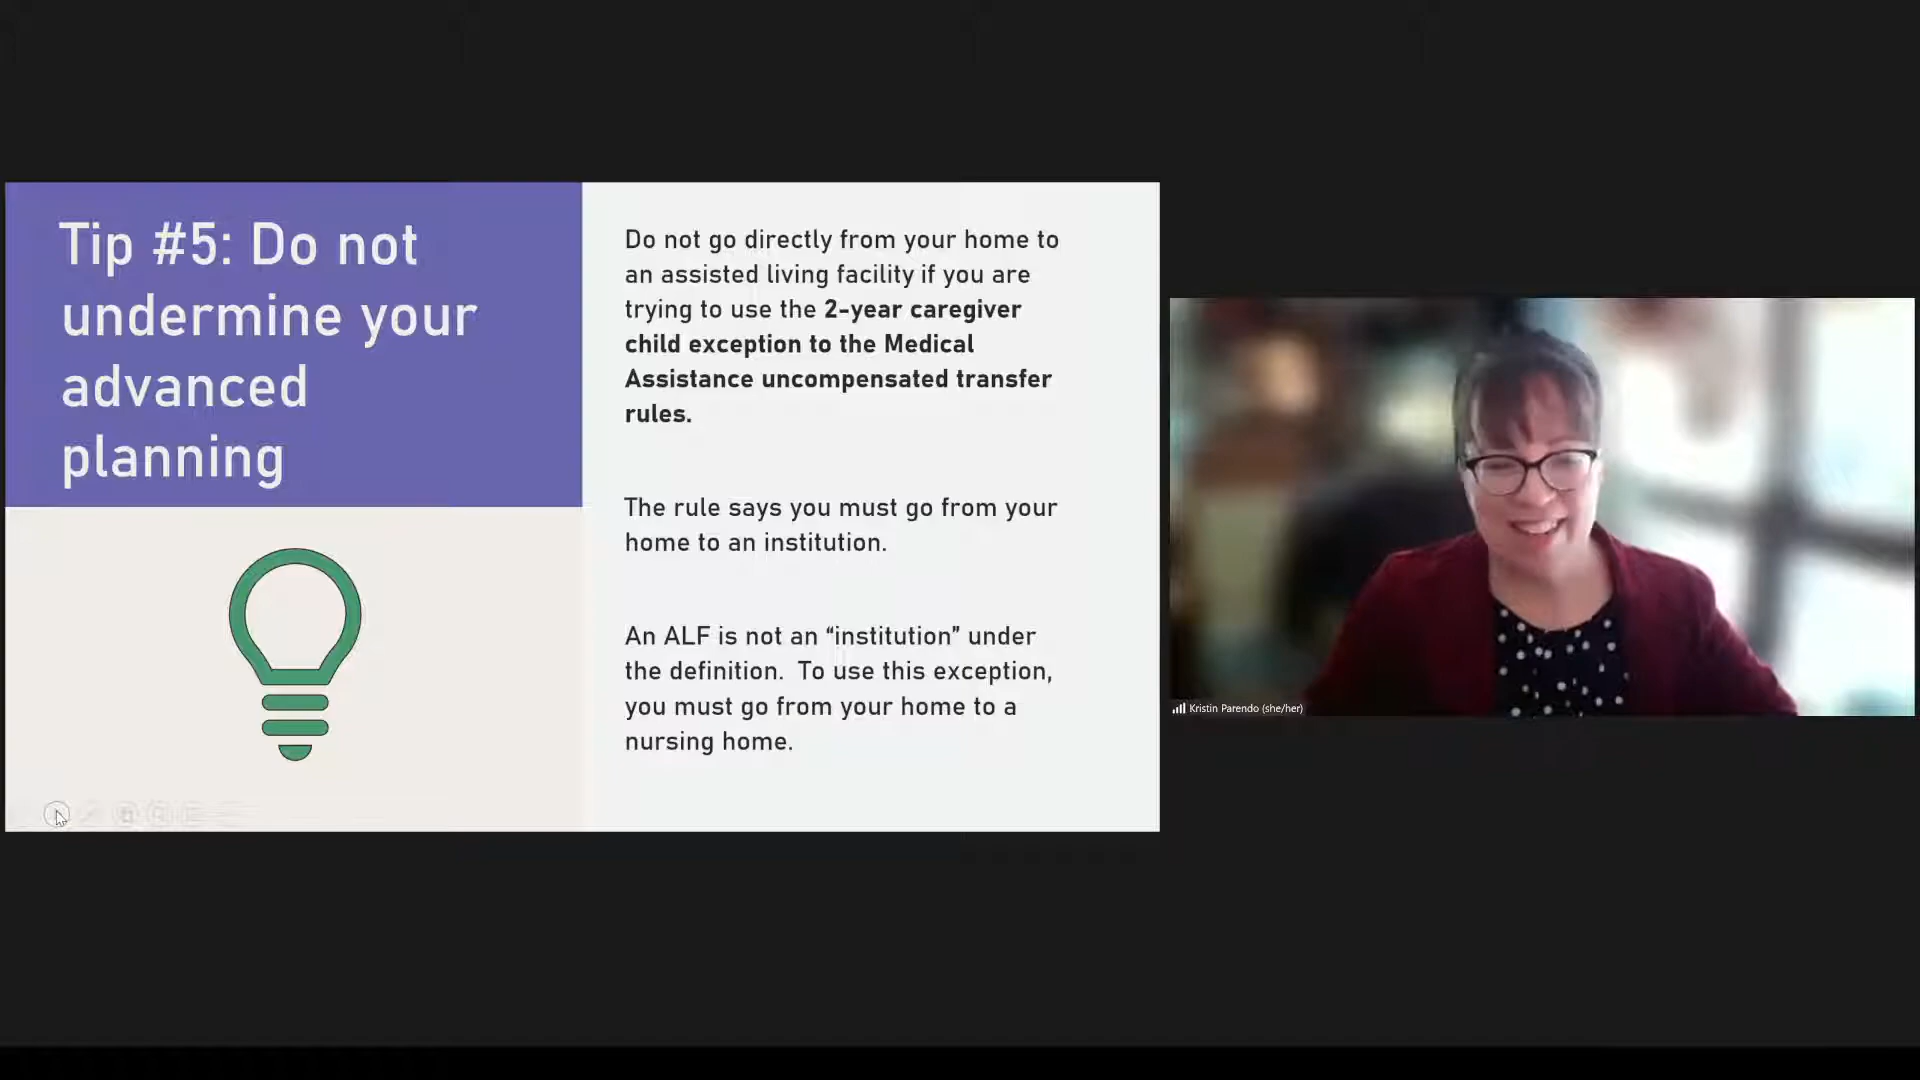 Tip #5: Do not
undermine your
advanced
planning
Do not go directly from your home to
an assisted living facility if you are
trying to use the 2-year caregiver
child exception to the Medical
Assistance uncompensated transfer
rules.
The rule says you must go from your
home to an institution.
An ALF is not an “institution” under
the definition.  To use this exception,
you must go from your home to a
nursing home.
Kristin Parendo (she/her)